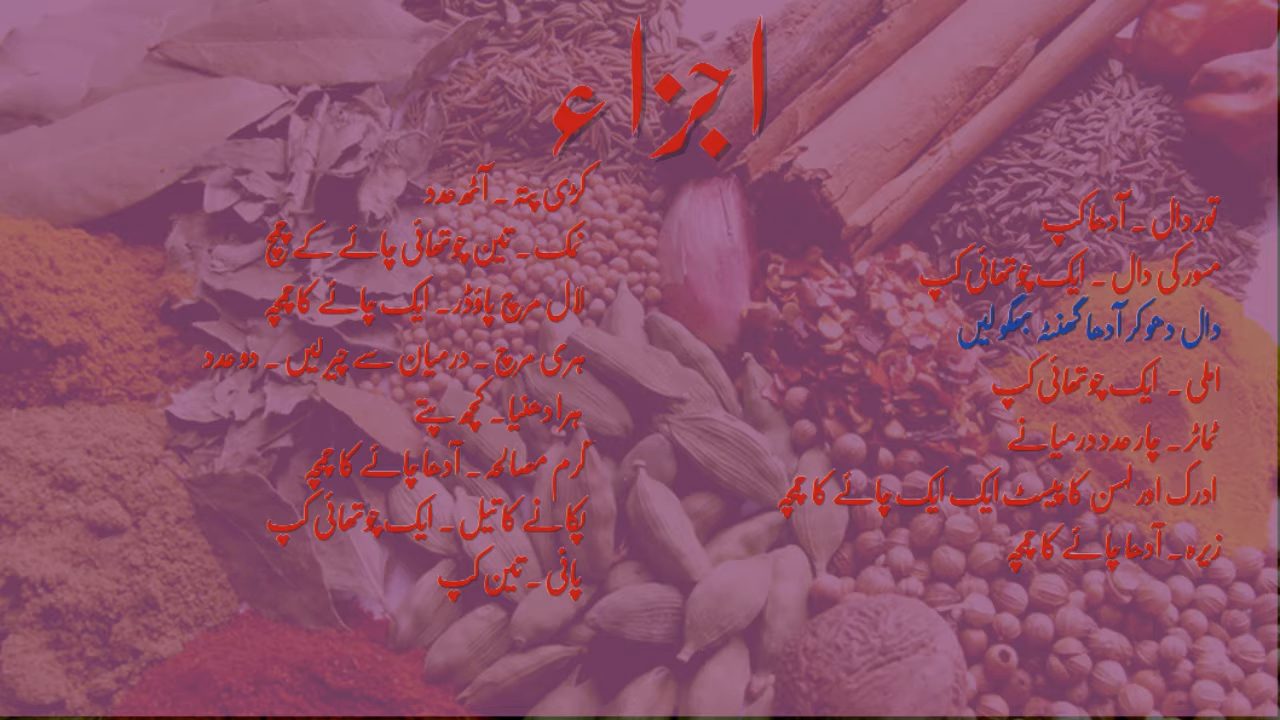 اجزاء
تور دال ۔ آدھا کپ
مسور کی دال ۔ ایک چوتھائی کپ
دال دھو کر آدھا گھنٹہ بھگو لیں
املی ۔ ایک چوتھائی کپ
ٹماٹر ۔ چار عدد درمیانے
ادرک اور لہسن کا پیسٹ ایک ایک چائے کا چمچہ
زیرہ ۔ آدھا چائے کا چمچہ
کڑی پتہ ۔ آٹھ عدد
نمک ۔ تین چوتھائی چائے کے چمچ
لال مرچ پاؤڈر ۔ ایک چائے کا چمچہ
ہری مرچ ۔ درمیان سے چیر لیں ۔ دو عدد
ہرا دھنیا ۔ کچھ پتے
گرم مصالحہ ۔ آدھا چائے کا چمچہ
پکانے کا تیل ۔ ایک چوتھائی کپ
پانی ۔ تین کپ